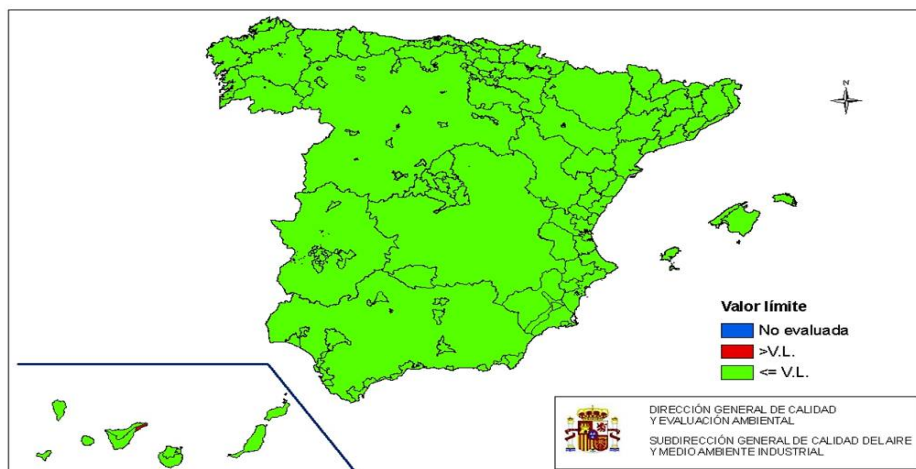 N
Valor límite
No evaluada
>V.L.
<= V.L.
DIRECCIÓN GENERAL DE CALIDAD
Y EVALUACIÓN AMBIENTAL
SUBDIRECCIÓN GENERAL DE CALIDAD DEL AIRE
Y MEDIO AMBIENTE INDUSTRIAL